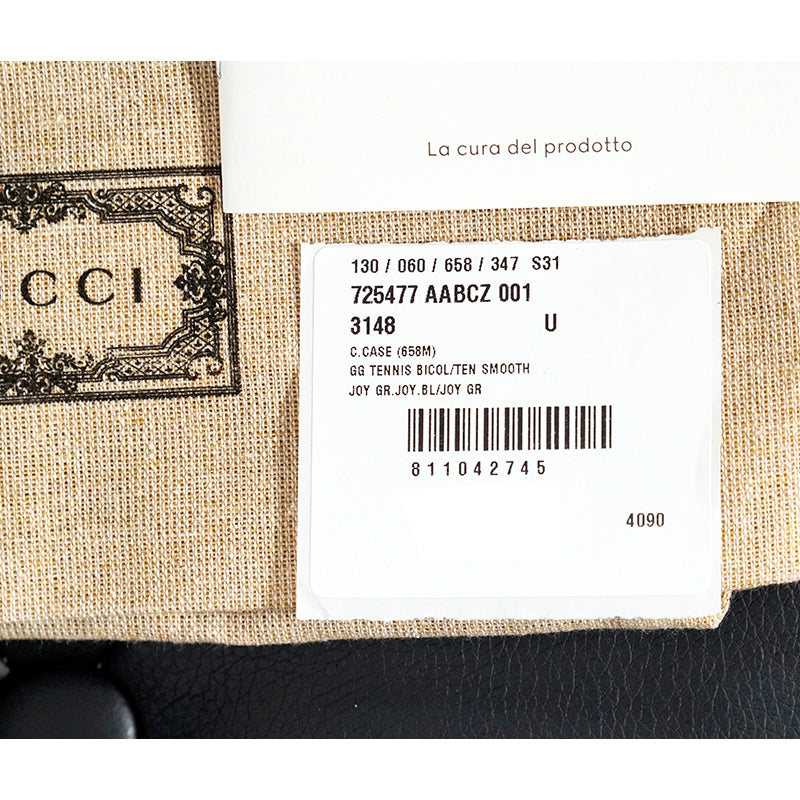 La cura del prodotto
CCI
130 / 060 / 658 / 347 S31
725477 AABCZ 001
3148 U
C.CASE (658M)
GG TENNIS BICOL/TEN SMOOTH
JOY GR.JOY.BL/JOY GR
811042745
4090